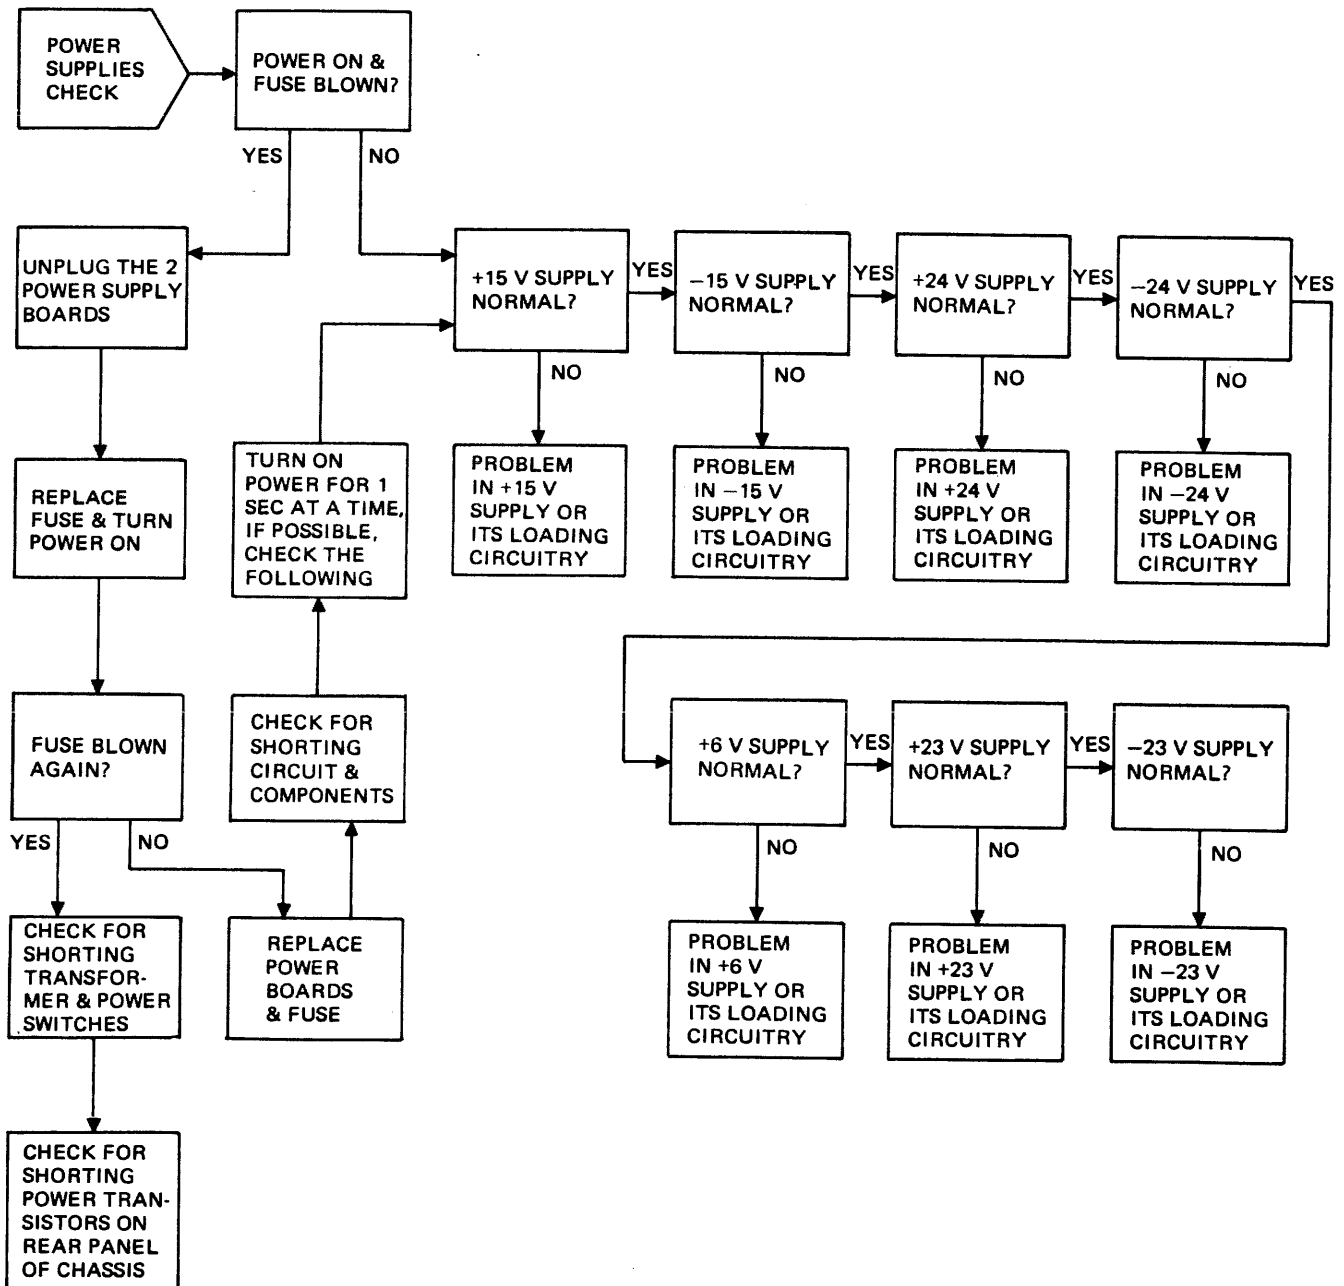 POWER
SUPPLIES
CHECK
POWER ON &
FUSE BLOWN?
YES
NO
UNPLUG THE 2
POWER SUPPLY
BOARDS
+15 V SUPPLY
NORMAL?
YES
−15 V SUPPLY
NORMAL?
YES
+24 V SUPPLY
NORMAL?
YES
−24 V SUPPLY
NORMAL?
YES
NO
NO
NO
NO
REPLACE
FUSE & TURN
POWER ON
TURN ON
POWER FOR 1
SEC AT A TIME,
IF POSSIBLE,
CHECK THE
FOLLOWING
PROBLEM
IN +15 V
SUPPLY OR
ITS LOADING
CIRCUITRY
PROBLEM
IN −15 V
SUPPLY OR
ITS LOADING
CIRCUITRY
PROBLEM
IN +24 V
SUPPLY OR
ITS LOADING
CIRCUITRY
PROBLEM
IN −24 V
SUPPLY OR
ITS LOADING
CIRCUITRY
FUSE BLOWN
AGAIN?
YES
NO
CHECK FOR
SHORTING
CIRCUIT &
COMPONENTS
+6 V SUPPLY
NORMAL?
YES
+23 V SUPPLY
NORMAL?
YES
−23 V SUPPLY
NORMAL?
NO
NO
NO
CHECK FOR
SHORTING
TRANSFOR-
MER & POWER
SWITCHES
REPLACE
POWER
BOARDS
& FUSE
PROBLEM
IN +6 V
SUPPLY OR
ITS LOADING
CIRCUITRY
PROBLEM
IN +23 V
SUPPLY OR
ITS LOADING
CIRCUITRY
PROBLEM
IN −23 V
SUPPLY OR
ITS LOADING
CIRCUITRY
CHECK FOR
SHORTING
POWER TRAN-
SISTORS ON
REAR PANEL
OF CHASSIS